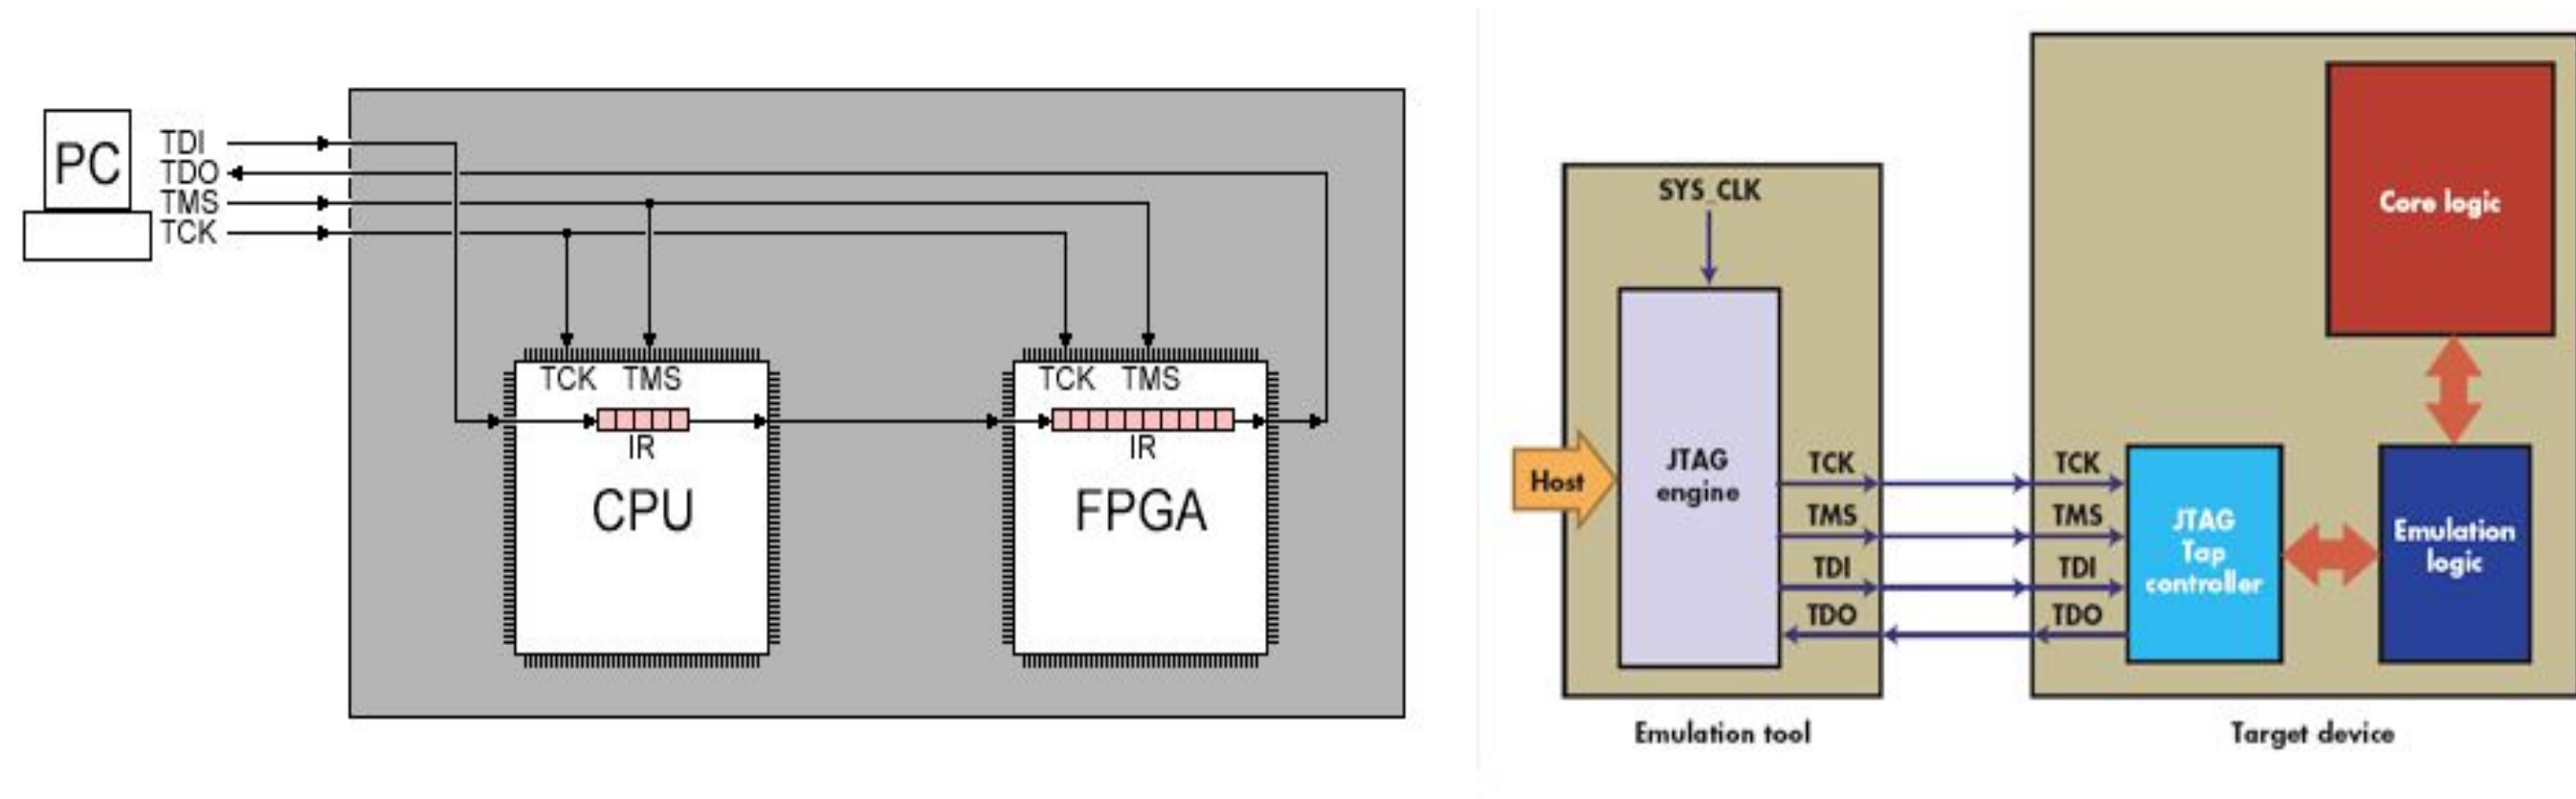 PC
TDI
TDO
TMS
TCK
TCK TMS
IR
CPU
TCK TMS
IR
FPGA
SYS_CLK
Host
JTAG
engine
TCK
TMS
TDI
TDO
Emulation tool
TCK
TMS
TDI
TDO
JTAG
Tap
controller
Core logic
Emulation
logic
Target device